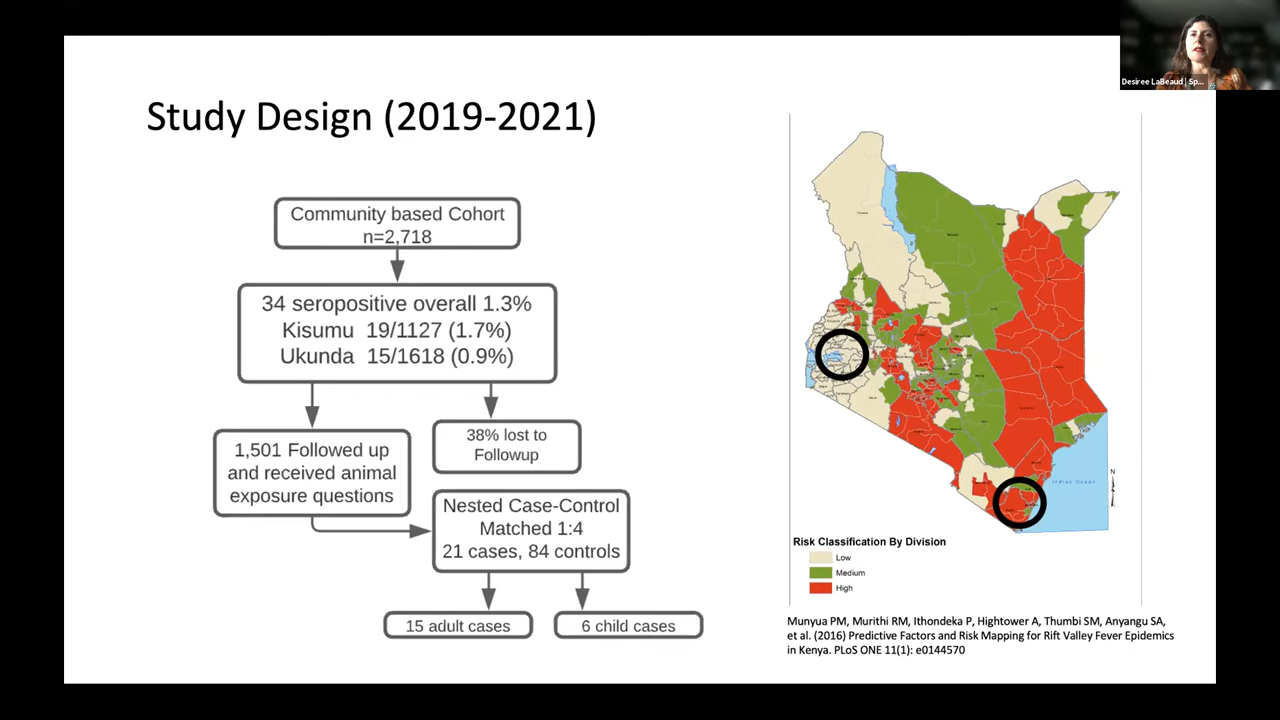 Desiree LaBeaud | Sp...
Study Design (2019-2021)
Community based Cohort
n=2,718
34 seropositive overall 1.3%
Kisumu 19/1127 (1.7%)
Ukunda 15/1618 (0.9%)
1,501 Followed up
and received animal
exposure questions
38% lost to
Followup
Nested Case-Control
Matched 1:4
21 cases, 84 controls
15 adult cases
6 child cases
Indian Ocean
N
Risk Classification By Division
Low
Medium
High
Munyua PM, Murithi RM, Ithondeka P, Hightower A, Thumbi SM, Anyangu SA,
et al. (2016) Predictive Factors and Risk Mapping for Rift Valley Fever Epidemics
in Kenya. PLoS ONE 11(1): e0144570